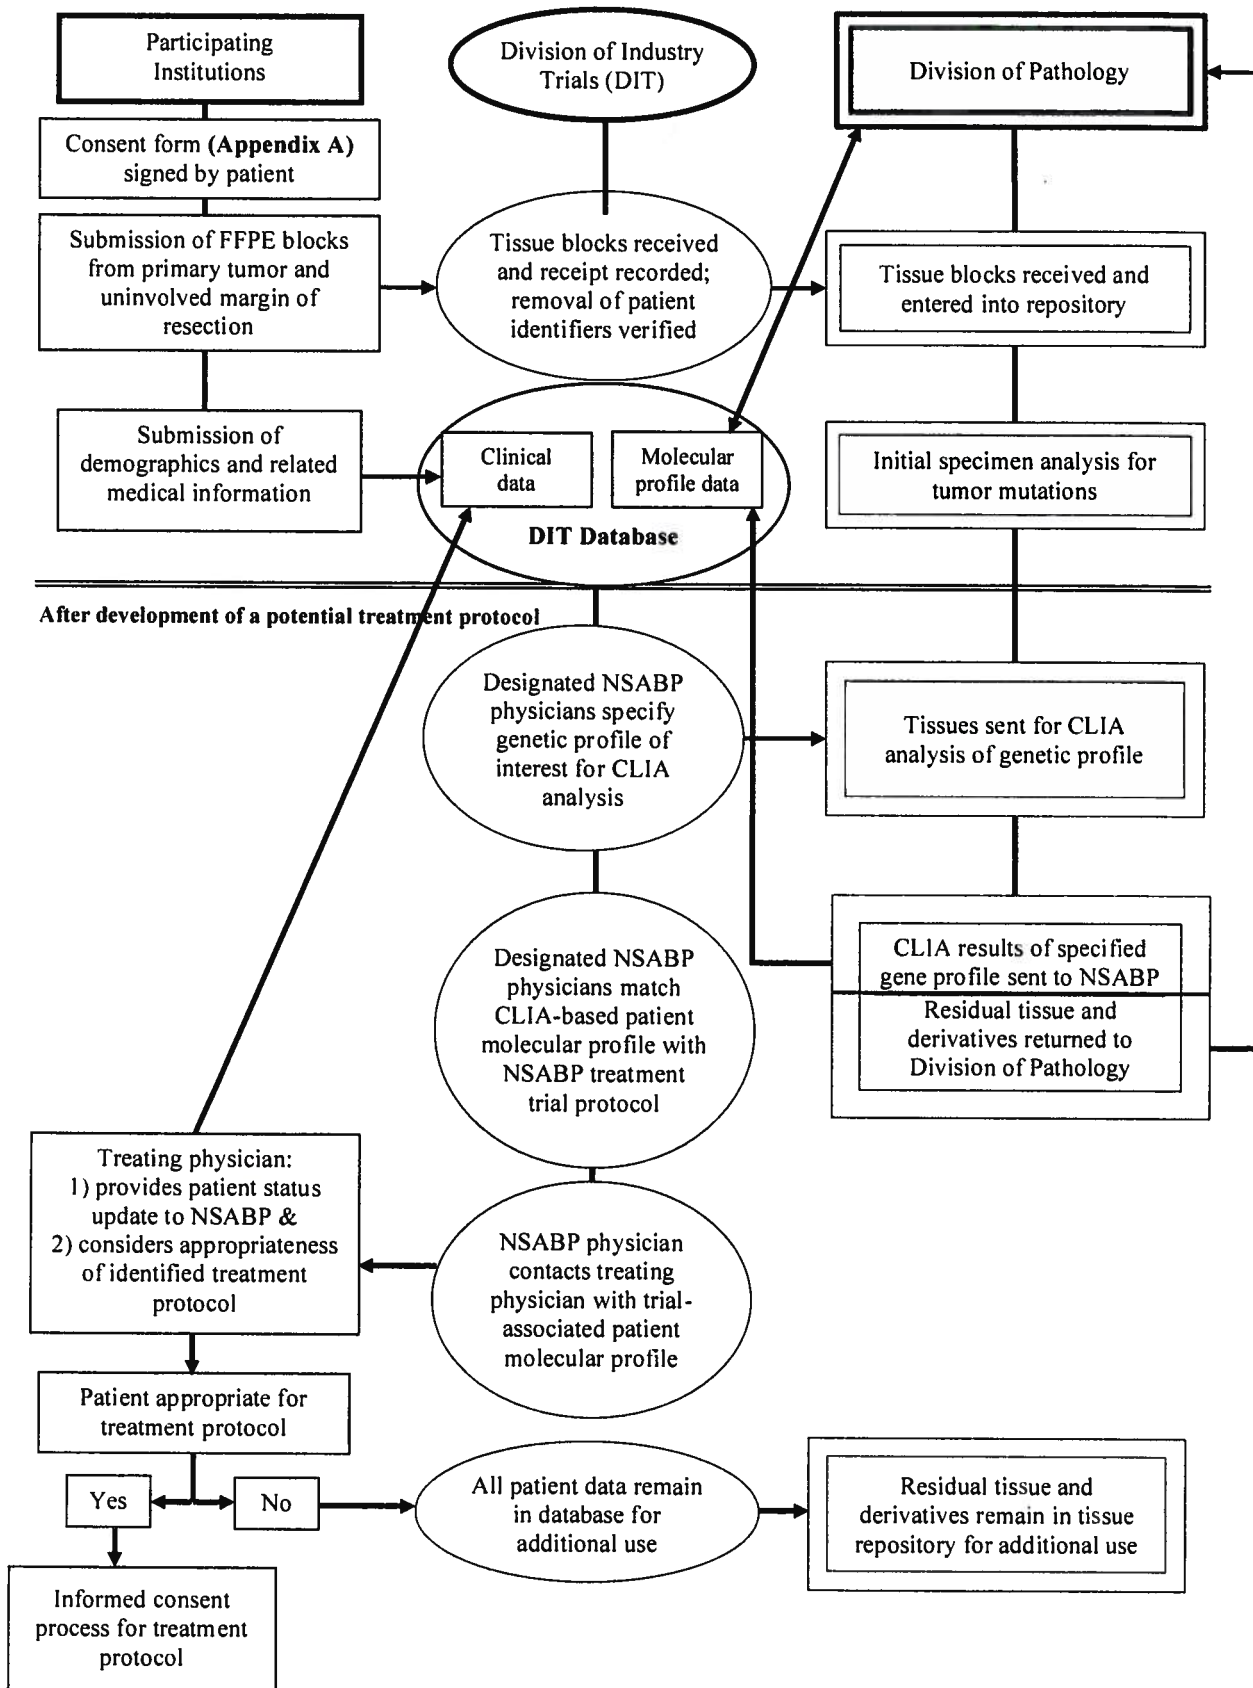 Participating
Institutions
Division of Industry
Trials (DIT)
Division of Pathology
Consent form (Appendix A)
signed by patient
Submission of FFPE blocks
from primary tumor and
uninvolved margin of
resection
Tissue blocks received
and receipt recorded;
removal of patient
identifiers verified
Tissue blocks received and
entered into repository
Submission of
demographics and related
medical information
Clinical
data
Molecular
profile data
DIT Database
Initial specimen analysis for
tumor mutations
After development of a potential treatment protocol
Designated NSABP
physicians specify
genetic profile of
interest for CLIA
analysis
Tissues sent for CLIA
analysis of genetic profile
Designated NSABP
physicians match
CLIA-based patient
molecular profile with
NSABP treatment
trial protocol
CLIA results of specified
gene profile sent to NSABP
Residual tissue and
derivatives returned to
Division of Pathology
Treating physician:
1) provides patient status
update to NSABP &
2) considers appropriateness
of identified treatment
protocol
NSABP physician
contacts treating
physician with trial-
associated patient
molecular profile
Patient appropriate for
treatment protocol
Yes
No
All patient data remain
in database for
additional use
Residual tissue and
derivatives remain in tissue
repository for additional use
Informed consent
process for treatment
protocol